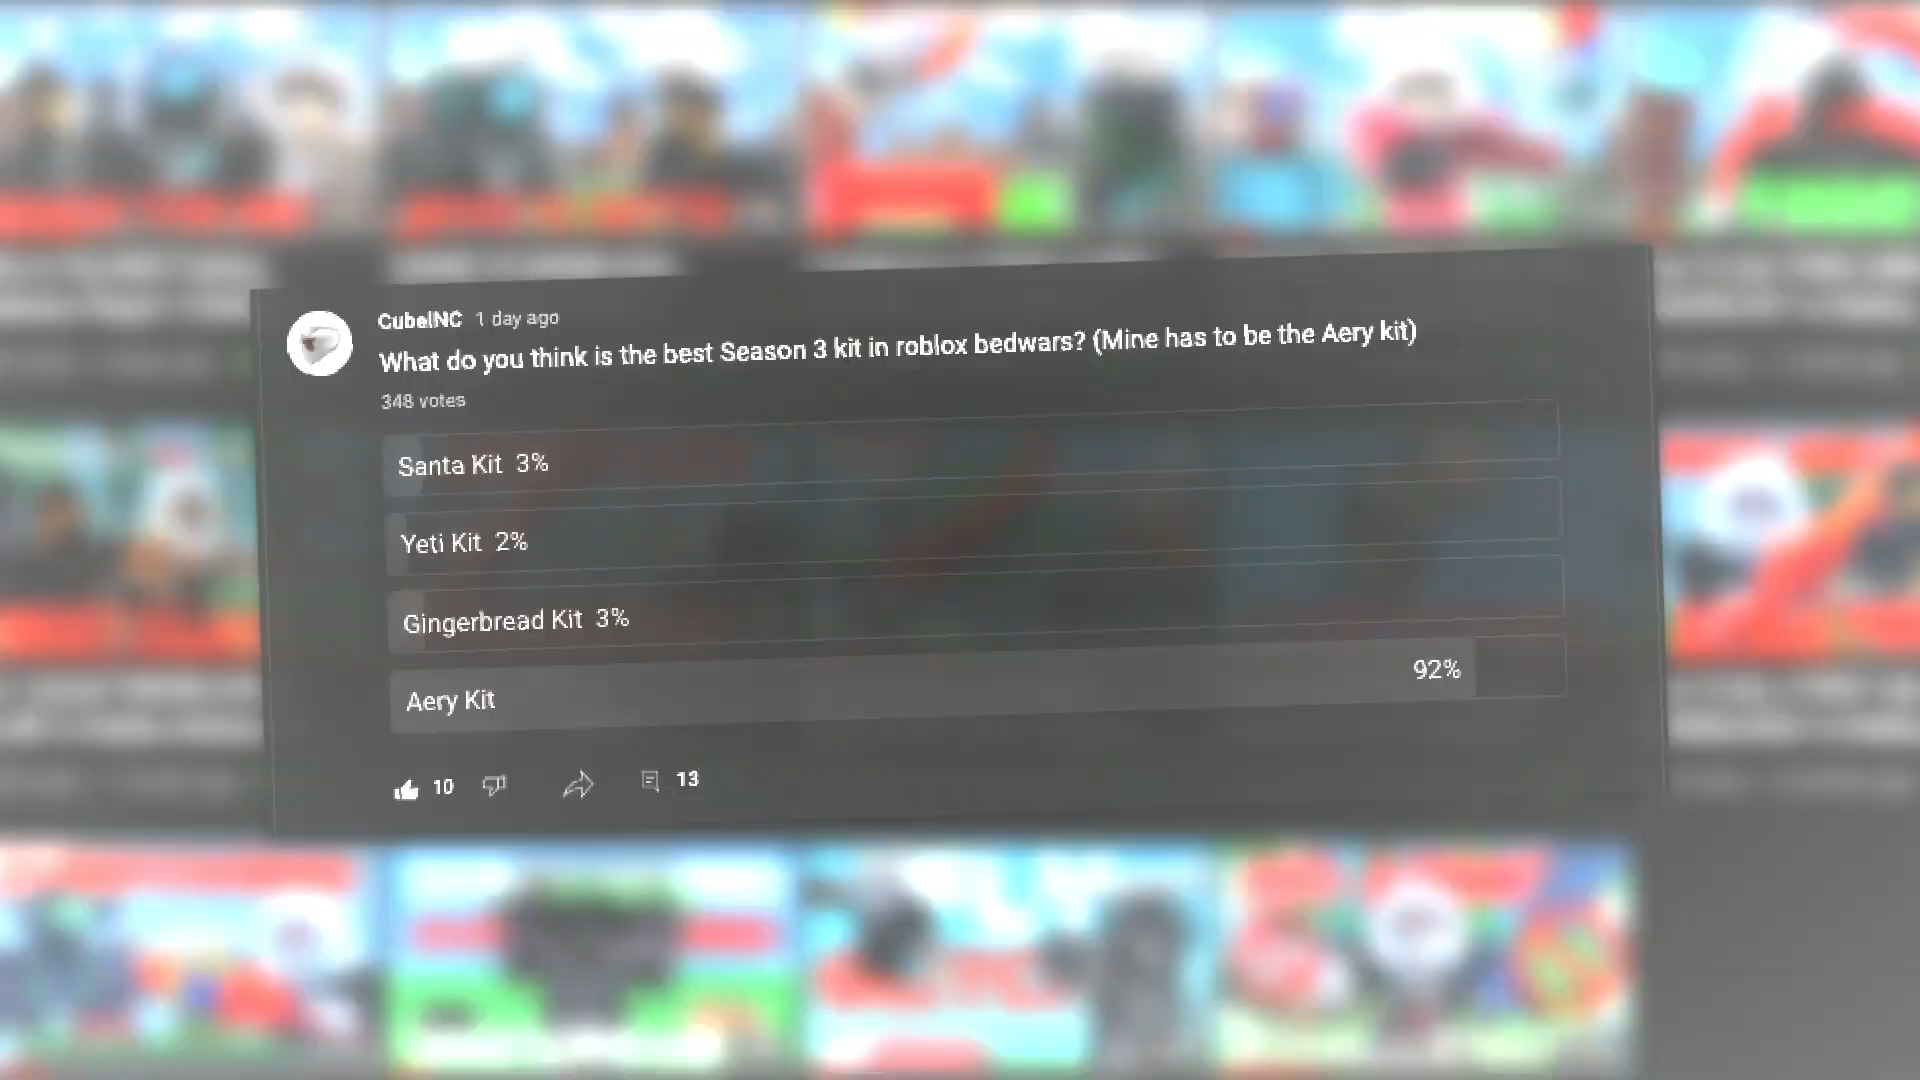 CubeINC 1 day ago
What do you think is the best Season 3 kit in roblox bedwars? (Mine has to be the Aery kit)
348 votes
Santa Kit 3%
Yeti Kit 2%
Gingerbread Kit 3%
Aery Kit 92%
10 13